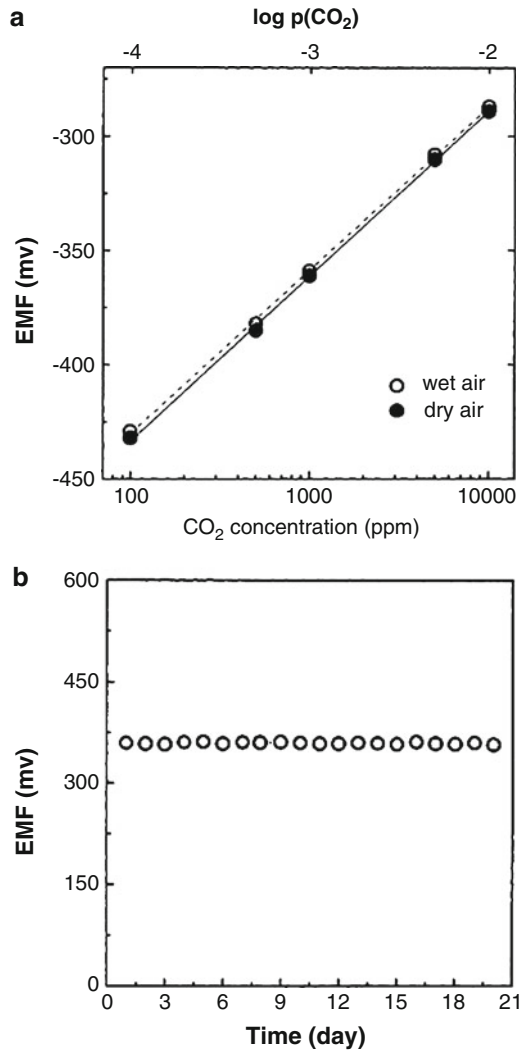 a
log p(CO2)
-4 -3 -2
-300
-350
-400
-450
EMF (mv)
wet air
dry air
100 1000 10000
CO2 concentration (ppm)
b
600
450
300
150
0
EMF (mv)
0 3 6 9 12 15 18 21
Time (day)